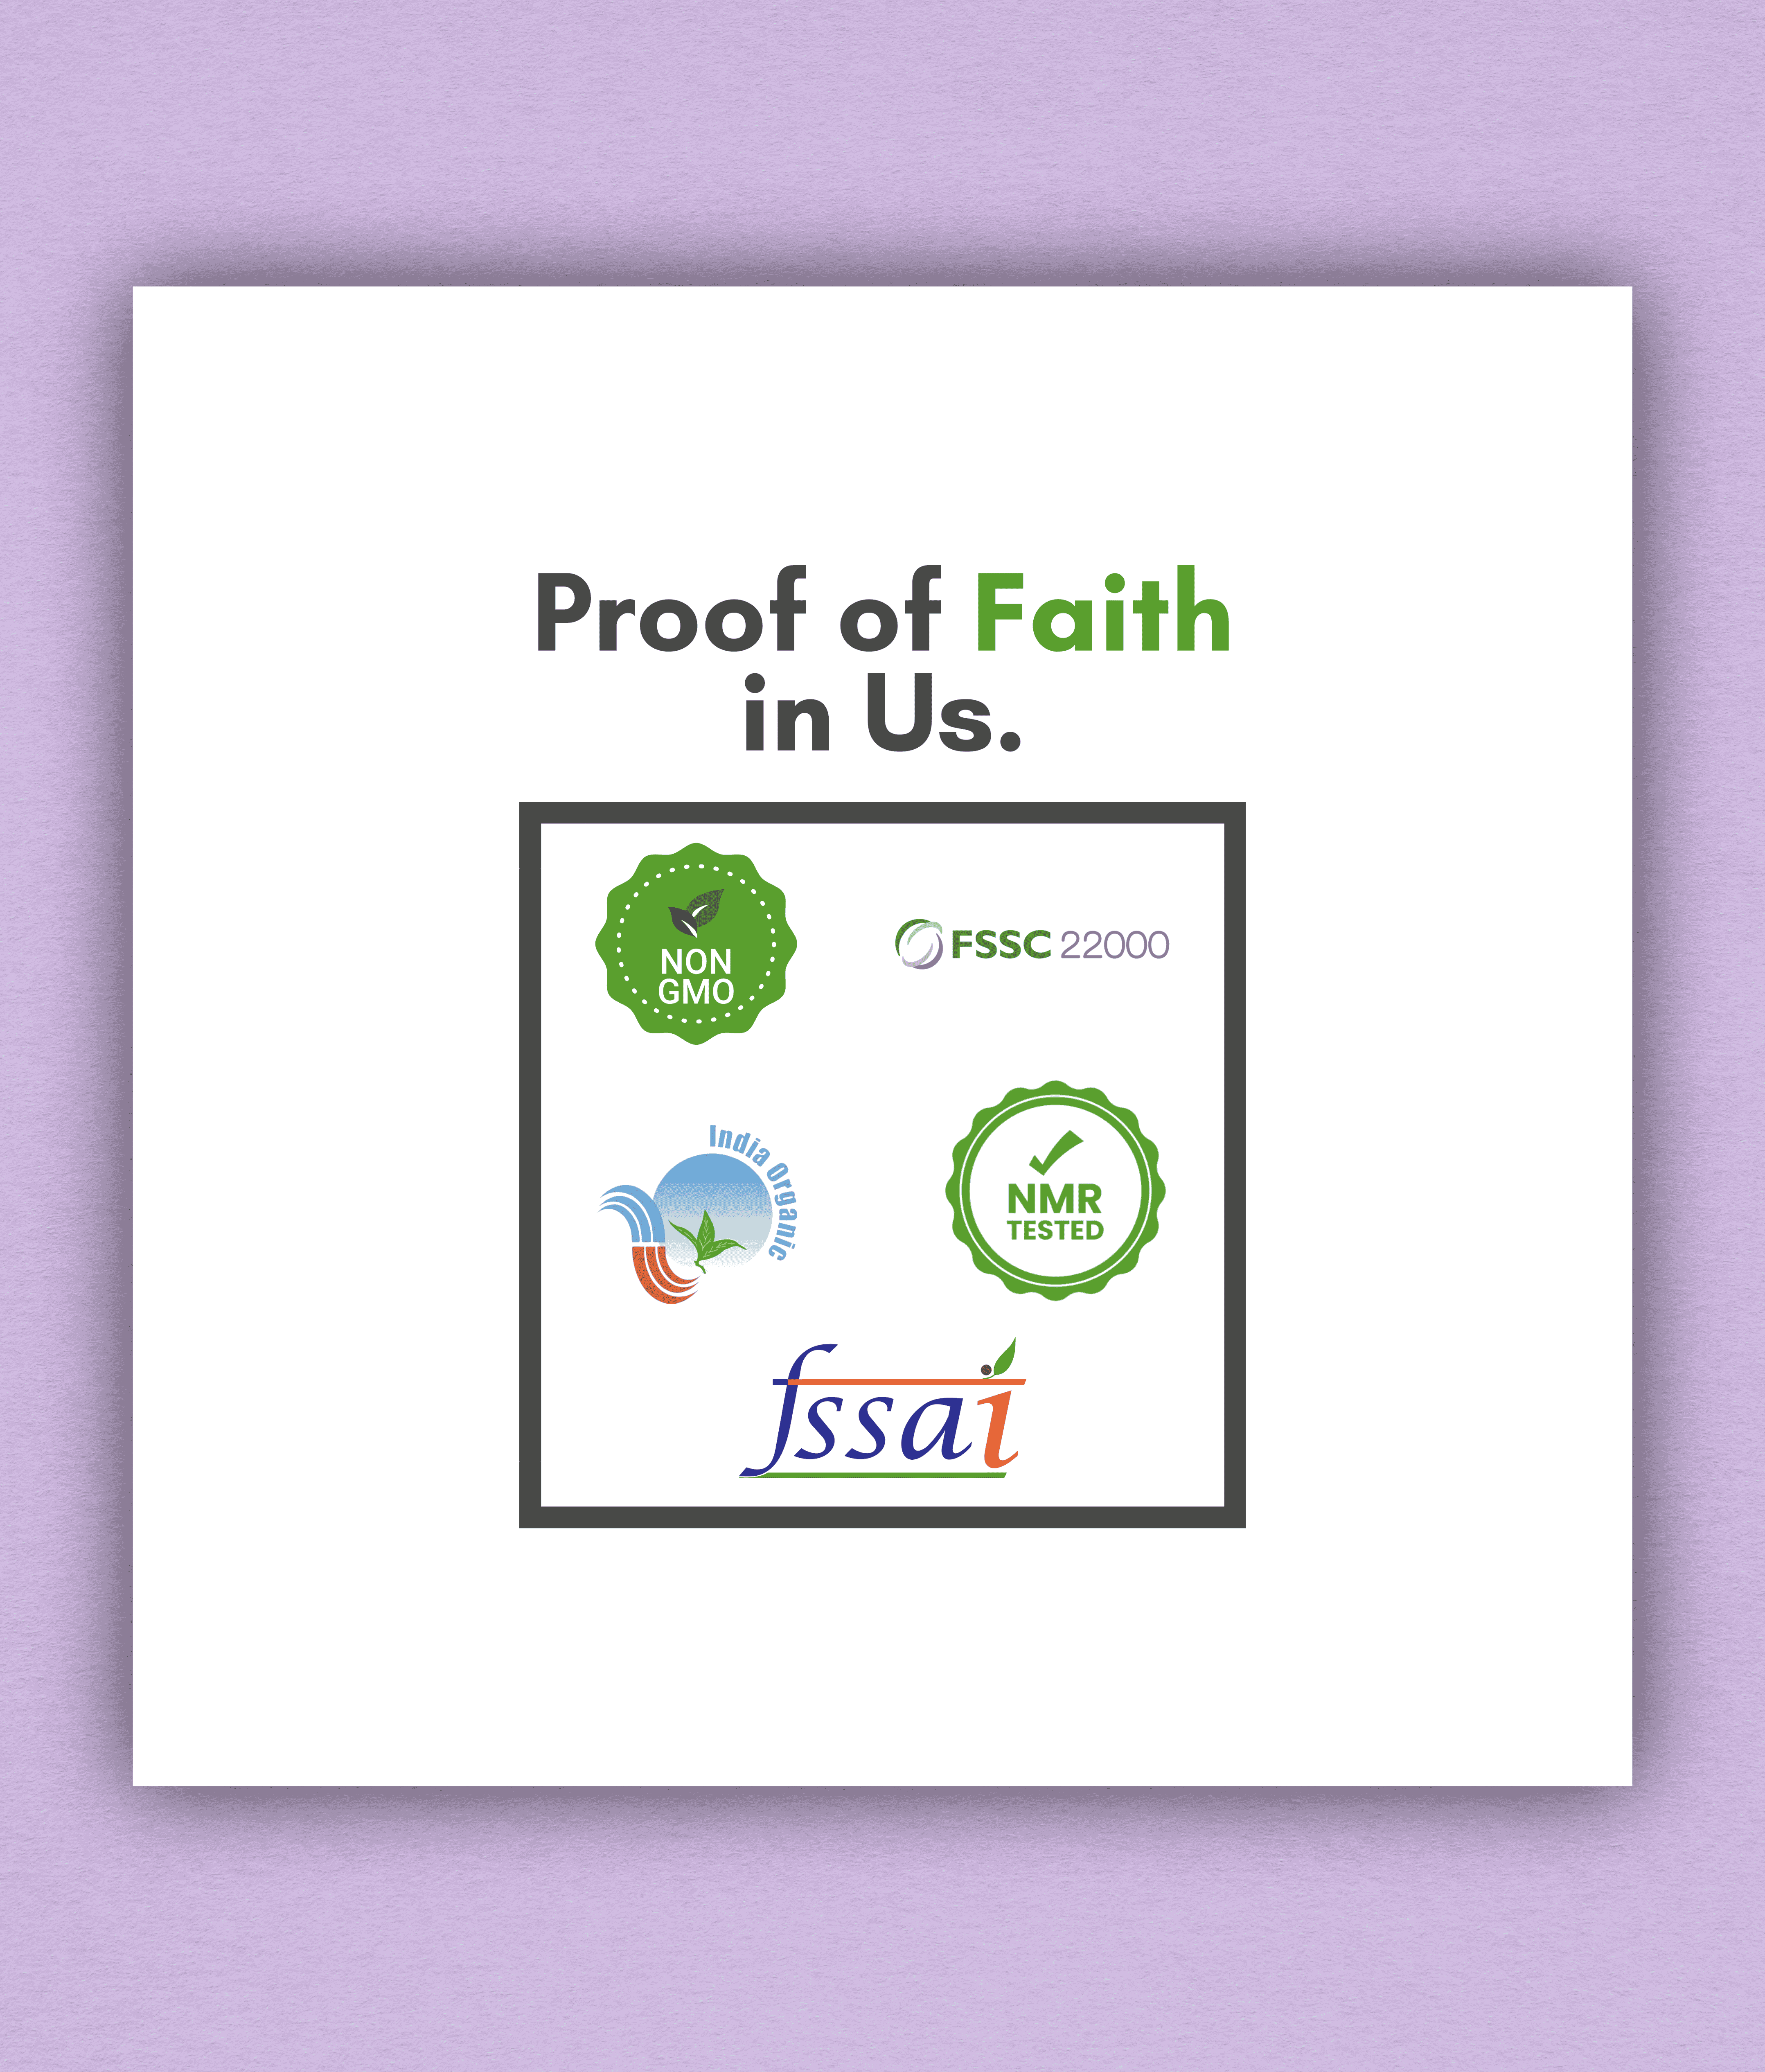 Proof of Faith
in Us.
NON
GMO
FSSC 22000
India Organic
NMR
TESTED
fssai